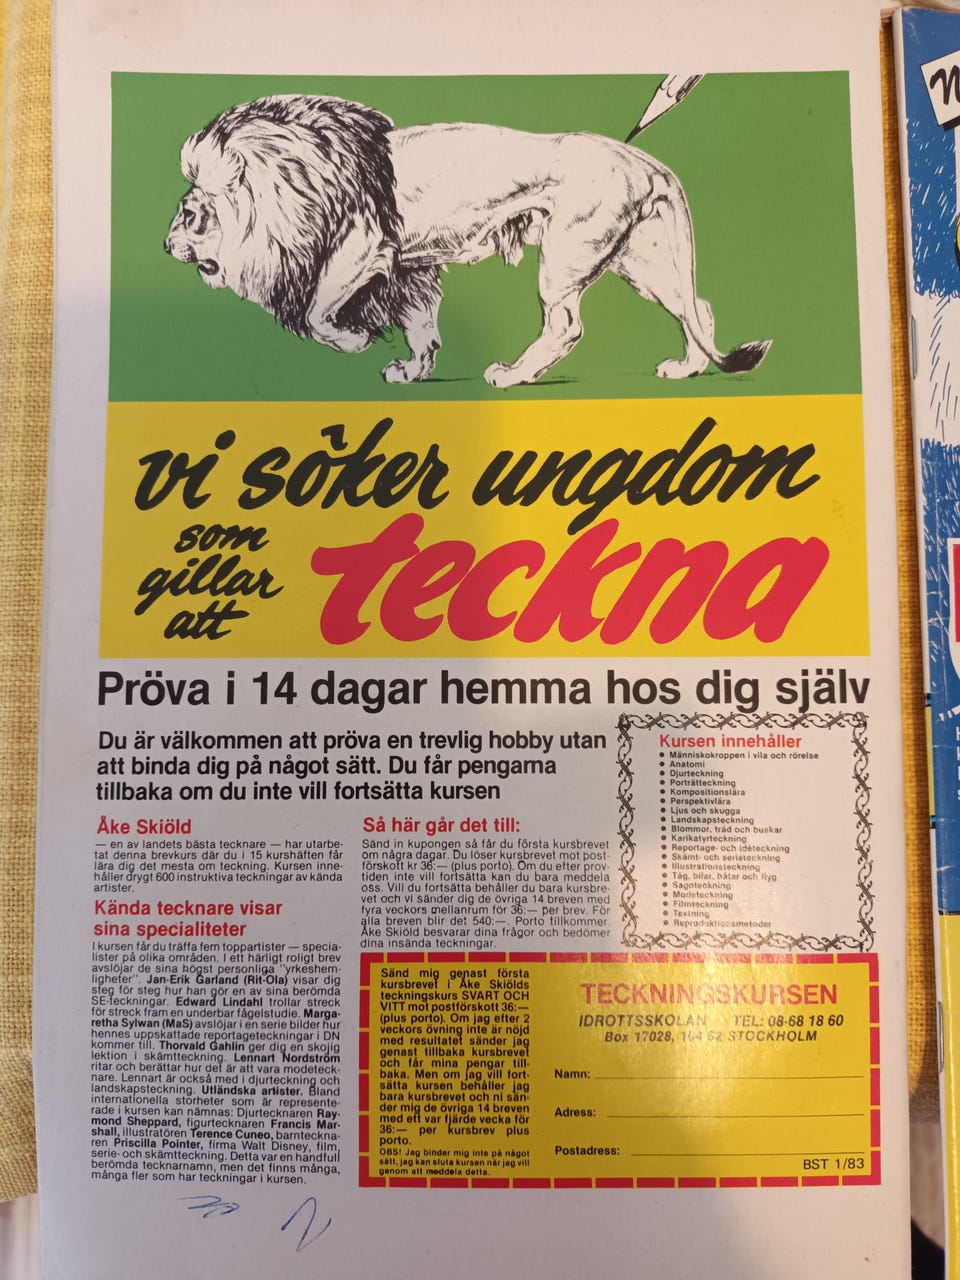 vi söker ungdom
som
gillar
att
teckna
Pröva i 14 dagar hemma hos dig själv
Du är välkommen att pröva en trevlig hobby utan
att binda dig på något sätt. Du får pengarna
tillbaka om du inte vill fortsätta kursen
Åke Skiöld
— en av landets bästa tecknare — har utarbe-
tat denna brevkurs där du i 15 kurshäften får
lära dig det mesta om teckning. Kursen inne-
håller drygt 600 instruktiva teckningar av kända
artister.
Kända tecknare visar
sina specialiteter
I kursen får du träffa fem toppartister — specia-
lister på olika områden. I ett härligt roligt brev
avslöjar de sina högst personliga "yrkeshem-
ligheter". Jan-Erik Garland (Rit-Ola) visar dig
steg för steg hur han gör en av sina berömda
SE-teckningar. Edward Lindahl trollar streck
för streck fram en underbar fågelstudie. Marga-
retha Sylwan (MaS) avslöjar i en serie bilder hur
hennes uppskattade reportageteckningar i DN
kommer till. Thorvald Gahlin ger dig en skojig
lektion i skämtteckning. Lennart Nordström
ritar och berättar hur det är att vara modeteck-
nare. Lennart är också med i djurteckning och
landskapsteckning. Utländska artister. Bland
internationella storheter som är represente-
rade i kursen kan nämnas: Djurtecknaren Ray-
mond Sheppard, figurtecknaren Francis Mar-
shall, illustratören Terence Cuneo, barnteckna-
ren Priscilla Pointer, firma Walt Disney, film,
serie- och skämtteckning. Detta var en handfull
berömda tecknarnamn, men det finns många,
många fler som har teckningar i kursen.
Så här går det till:
Sänd in kupongen så får du första kursbrevet
om några dagar. Du löser kursbrevet mot post-
förskott kr 36:— (plus porto). Om du efter prov-
tiden inte vill fortsätta kan du bara meddela
oss. Vill du fortsätta behåller du bara kursbre-
vet och vi sänder dig de övriga 14 breven med
fyra veckors mellanrum för 36:— per brev. För
alla breven blir det 540:—. Porto tillkommer.
Åke Skiöld besvarar dina frågor och bedömer
dina insända teckningar.
Kursen innehåller
● Människokroppen i vila och rörelse
● Anatomi
● Djurteckning
● Porträtteckning
● Kompositionslära
● Perspektivlära
● Ljus och skugga
● Landskapsteckning
● Blommor, träd och buskar
● Karikatyrteckning
● Reportage- och idéteckning
● Skämt- och serieteckning
● Illustrationsteckning
● Tåg, bilar, båtar och flyg
● Sagoteckning
● Modeteckning
● Filmteckning
● Textning
● Reproduktionsmetoder
Sänd mig genast första
kursbrevet i Åke Skiölds
teckningskurs SVART OCH
VITT mot postförskott 36:—
(plus porto). Om jag efter 2
veckors övning inte är nöjd
med resultatet sänder jag
genast tillbaka kursbrevet
och får mina pengar till-
baka. Men om jag vill fort-
sätta kursen behåller jag
bara kursbrevet och ni sän-
der mig de övriga 14 breven
med ett var fjärde vecka för
36:— per kursbrev plus
porto.
OBS! Jag binder mig inte på något
sätt, jag kan sluta kursen när jag vill
genom att meddela detta.
TECKNINGSKURSEN
IDROTTSSKOLAN TEL: 08-68 18 60
Box 17028, 104 62 STOCKHOLM
Namn:
Adress:
Postadress:
BST 1/83